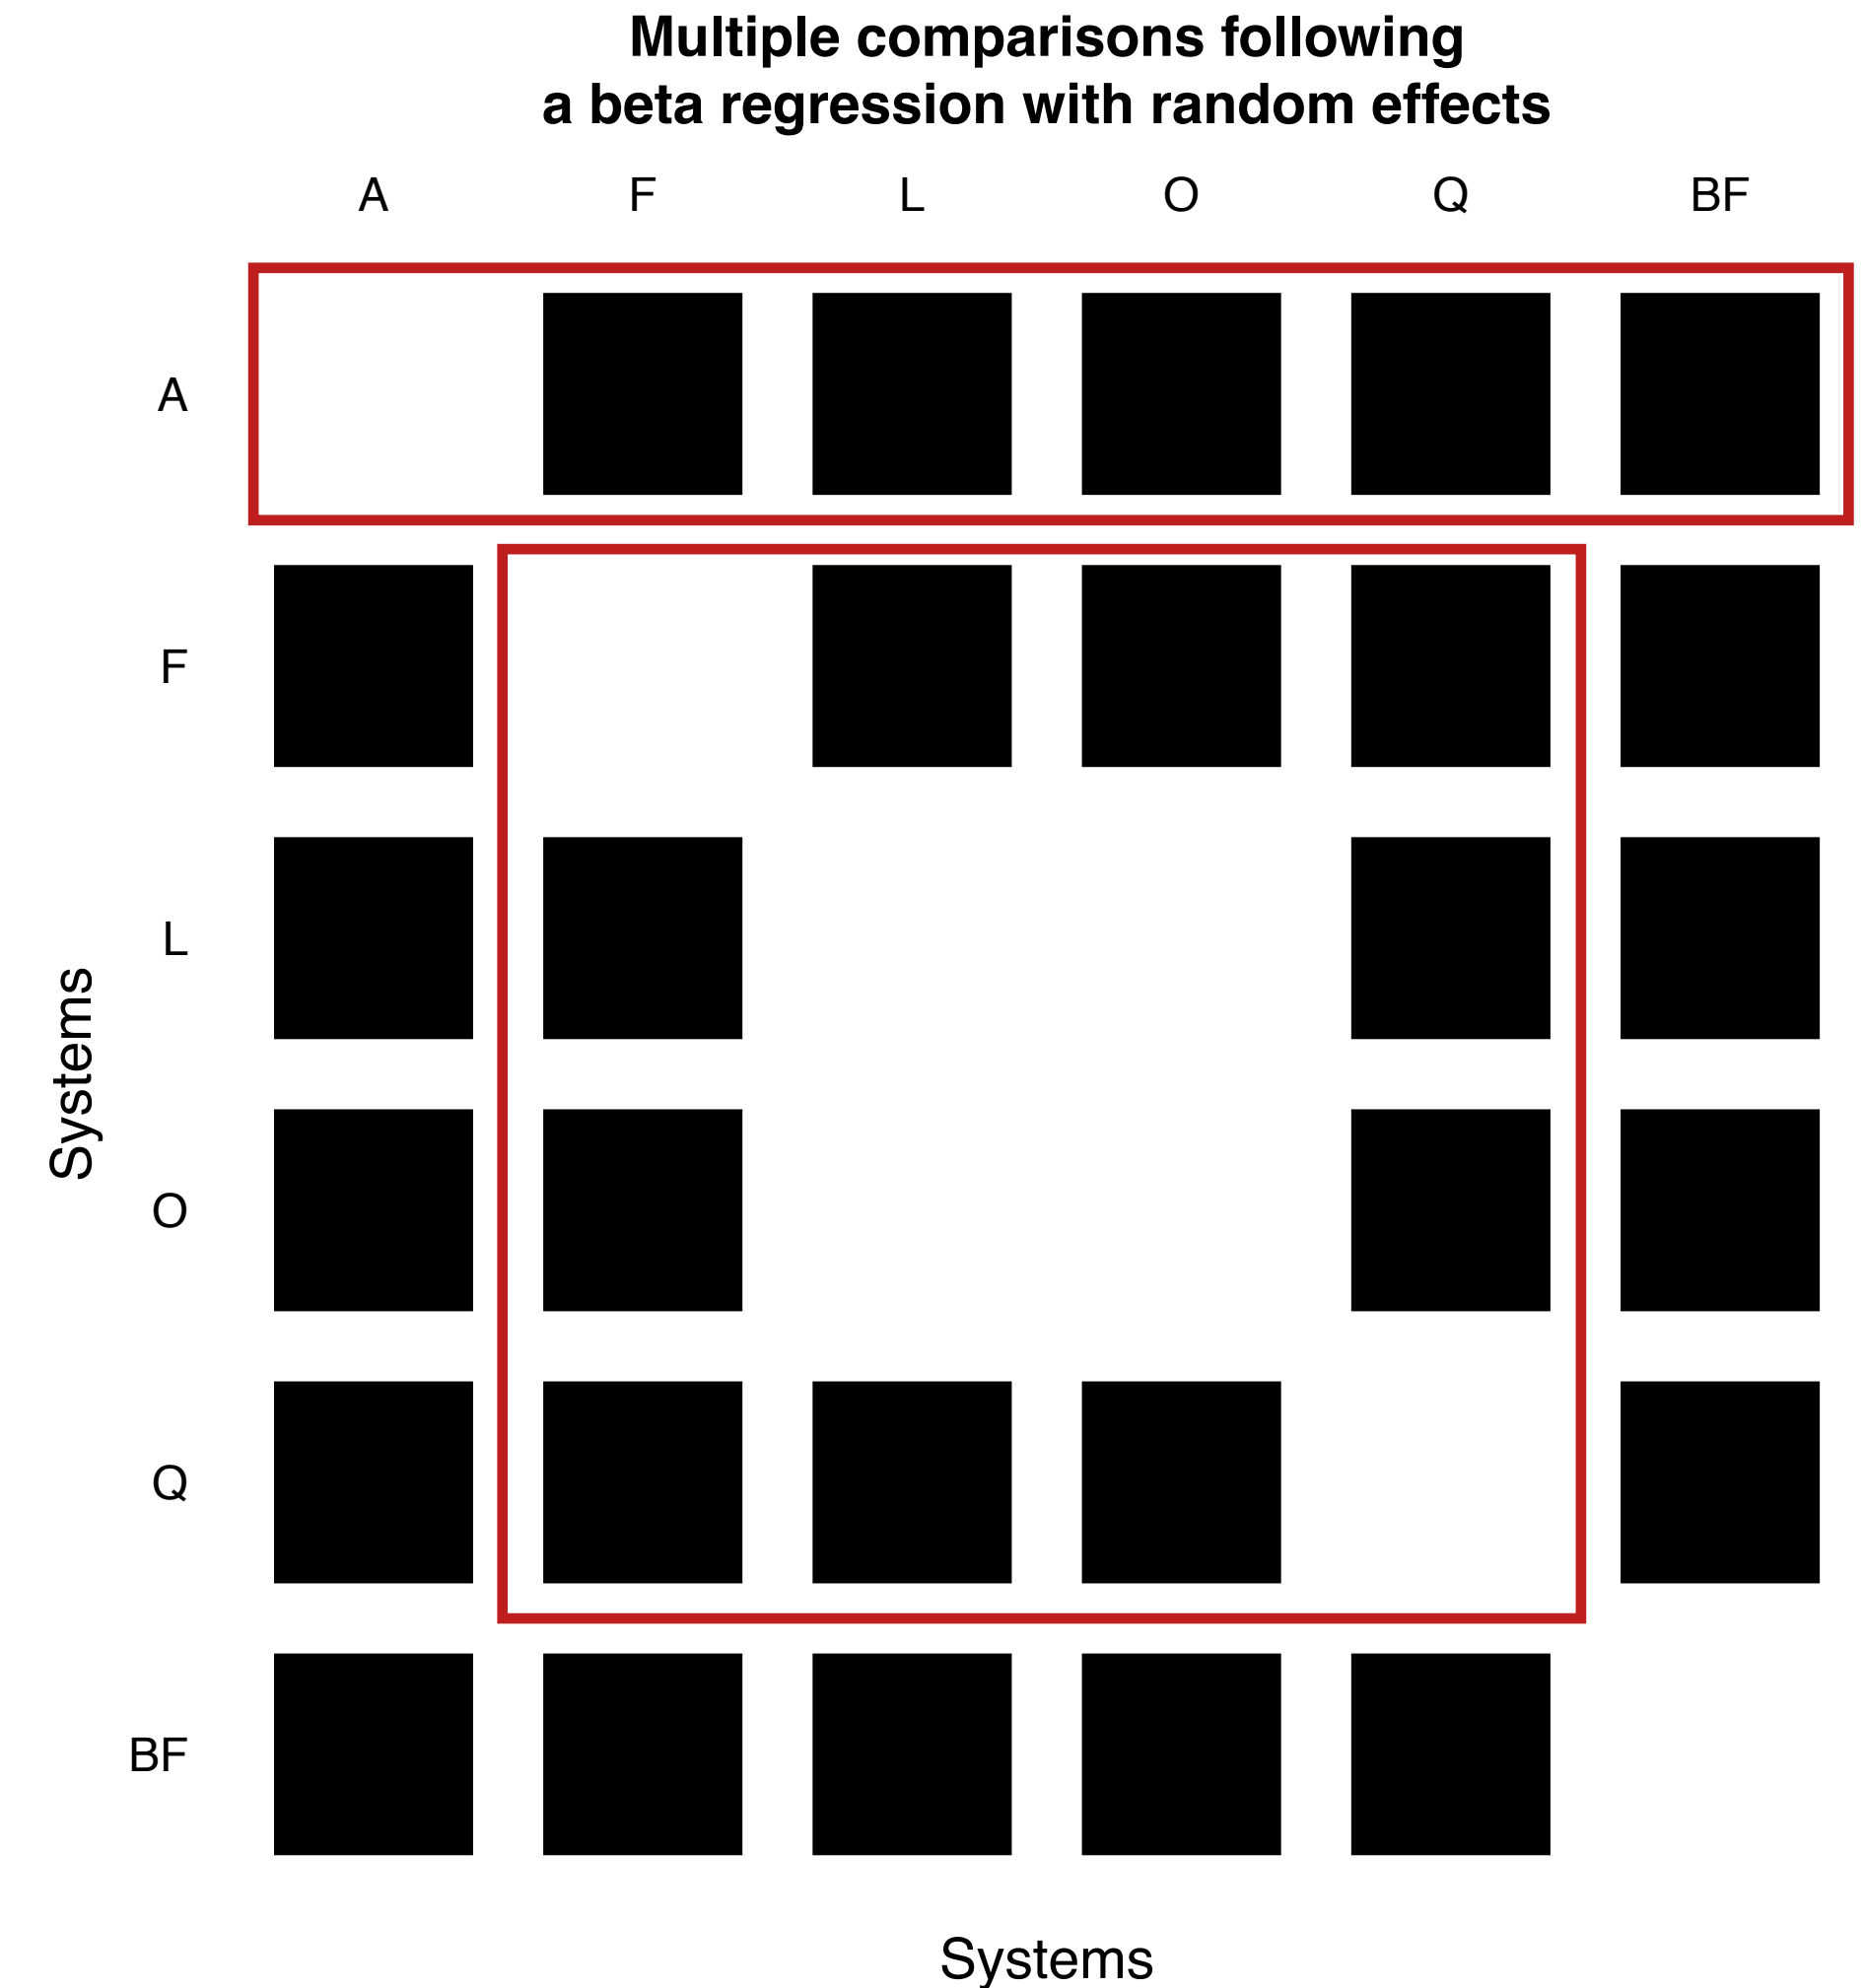 Multiple comparisons following
a beta regression with random effects
A F L O Q BF
A
F
L
O
Q
BF
Systems
Systems